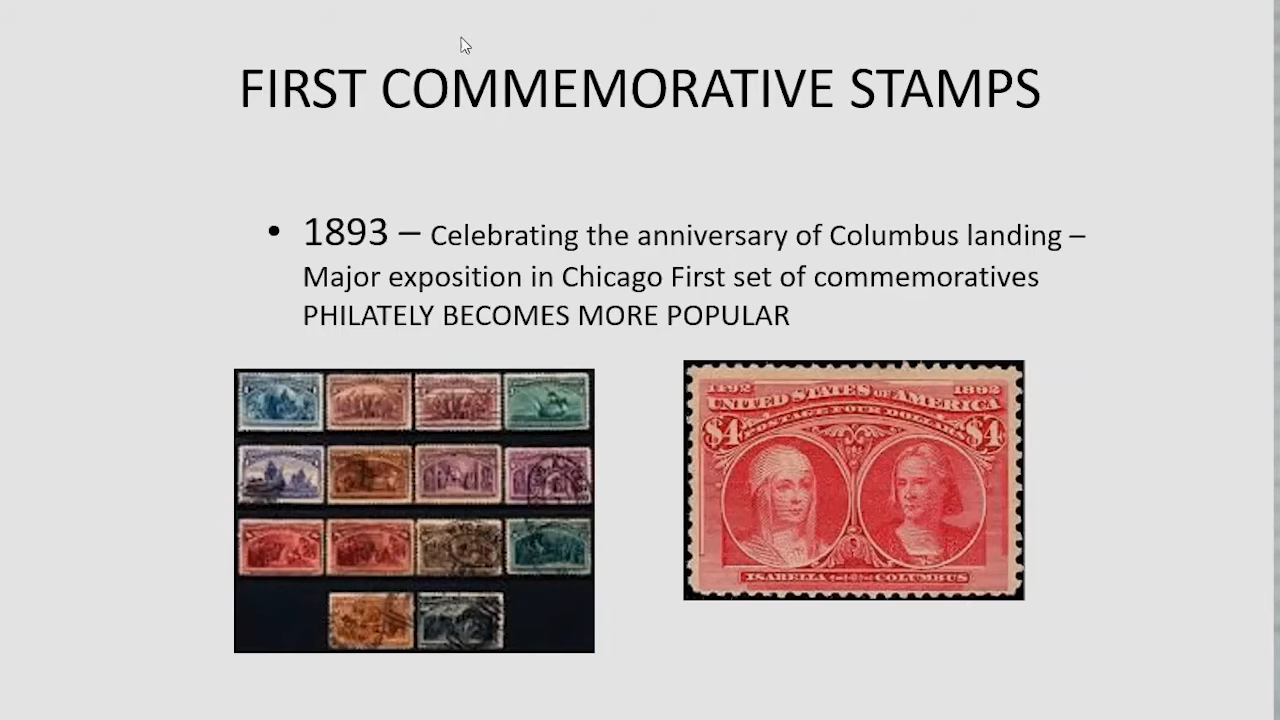 FIRST COMMEMORATIVE STAMPS
• 1893 – Celebrating the anniversary of Columbus landing –
Major exposition in Chicago First set of commemoratives
PHILATELY BECOMES MORE POPULAR
1492 1892
UNITED STATES OF AMERICA
POSTAGE FOUR DOLLARS
$4 $4
ISABELLA COLUMBUS